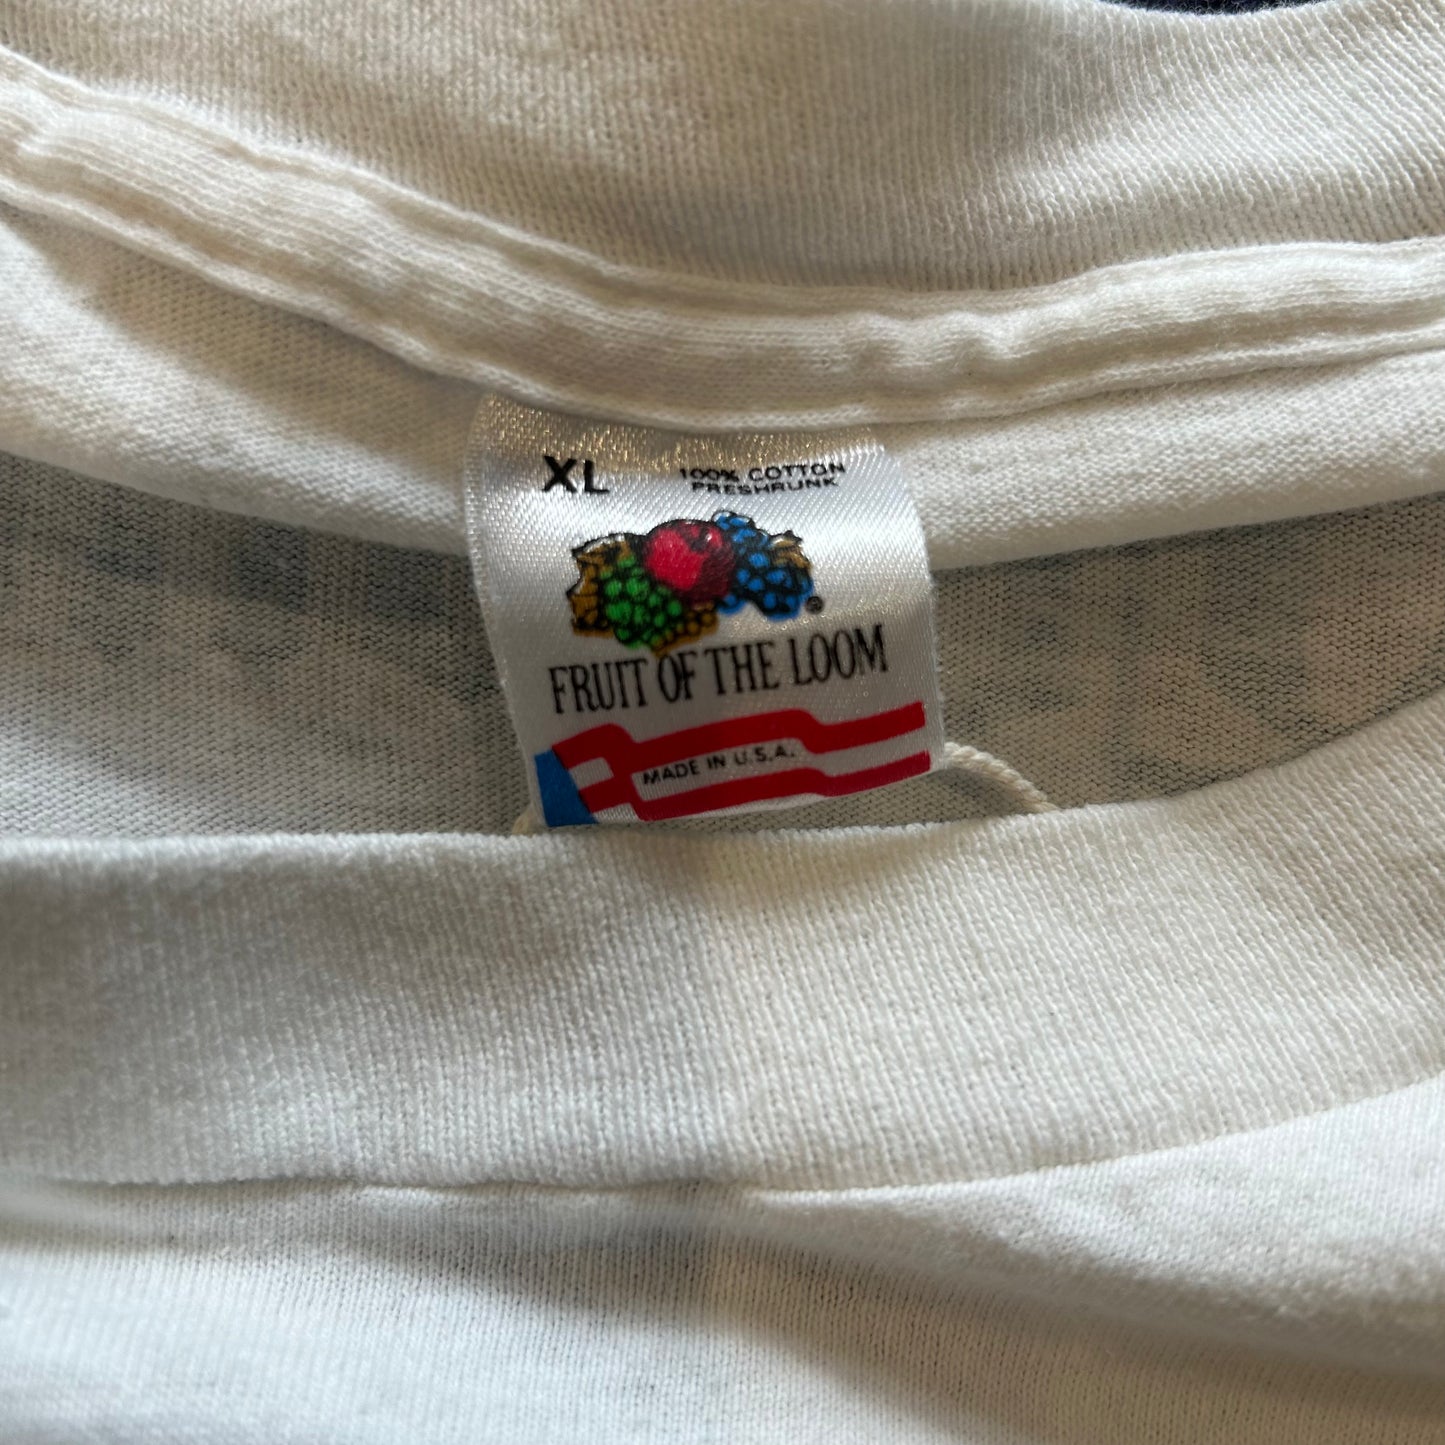 XL
100% COTTON
PRESHRUNK
®
FRUIT OF THE LOOM
MADE IN U.S.A.